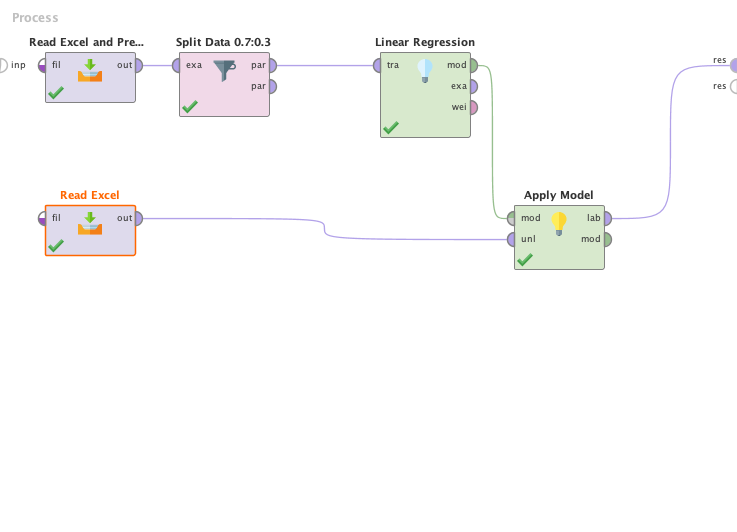 Process
Read Excel and Pre...
Split Data 0.7:0.3
Linear Regression
inp
fil
out
exa
par
par
tra
mod
exa
wei
res
res
Read Excel
fil
out
Apply Model
mod
lab
unl
mod